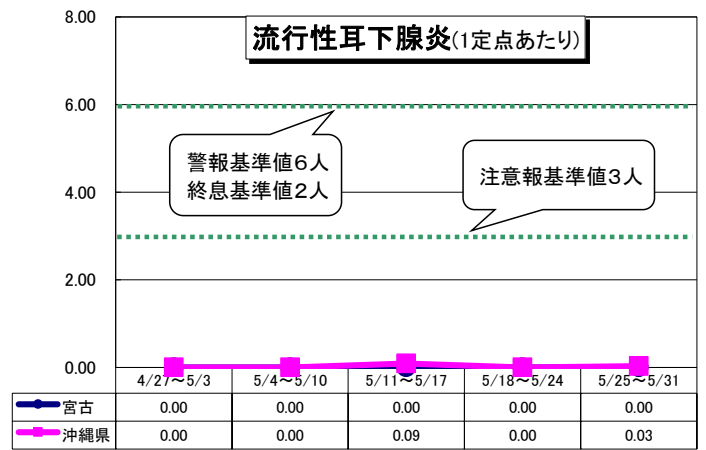 流行性耳下腺炎(1定点あたり)
8.00
6.00
警報基準値6人
終息基準値2人
注意報基準値3人
4.00
2.00
0.00
4/27～5/3 5/4～5/10 5/11～5/17 5/18～5/24 5/25～5/31
宮古 0.00 0.00 0.00 0.00 0.00
沖縄県 0.00 0.00 0.09 0.00 0.03